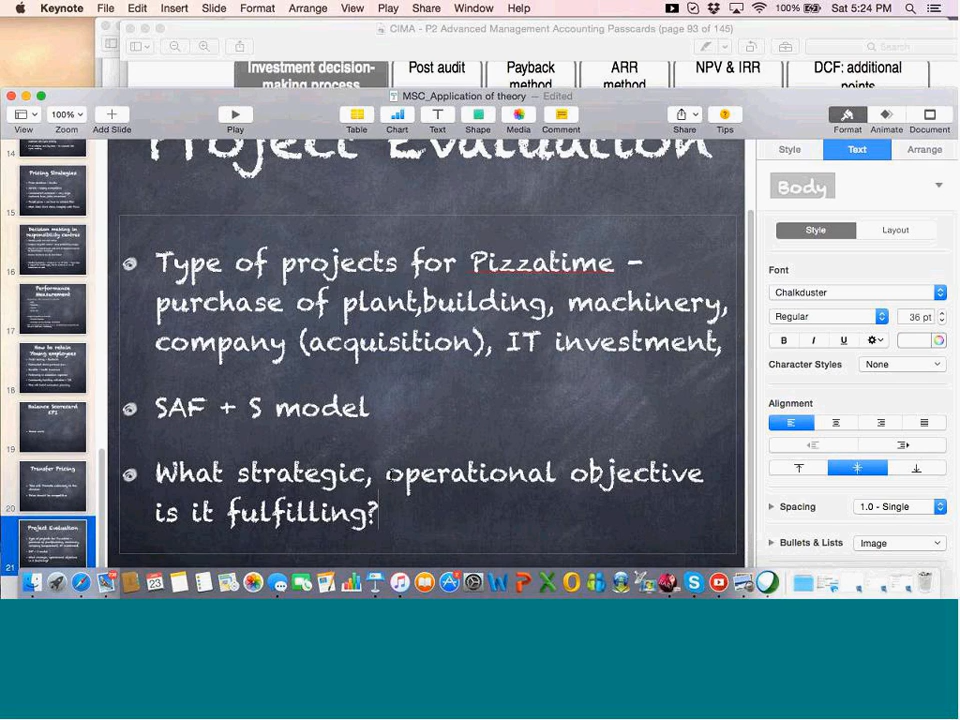 Keynote File Edit Insert Slide Format Arrange View Play Share Window Help 100% Sat 5:24 PM
CIMA - P2 Advanced Management Accounting Passcards (page 93 of 145)
Search
Investment decision- Post audit Payback ARR NPV & IRR DCF: additional
making process method method points
MSC_Application of theory — Edited
100%
View Zoom Add Slide Play Table Chart Text Shape Media Comment Share Tips Format Animate Document
Project Evaluation
Type of projects for Pizzatime -
purchase of plant,building, machinery,
company (acquisition), IT investment,
SAF + S model
What strategic, operational objective
is it fulfilling?
14
Pricing Strategies
15
Decision making in
responsibility centres
16
Performance
Measurement
17
How to retain
Young employees
18
Balance Scorecard
KPI
19
Transfer Pricing
20
Project Evaluation
21
Style Text Arrange
Body
Style Layout
Font
Chalkduster
Regular 36 pt
B I U
Character Styles None
Alignment
Spacing 1.0 - Single
Bullets & Lists Image
23